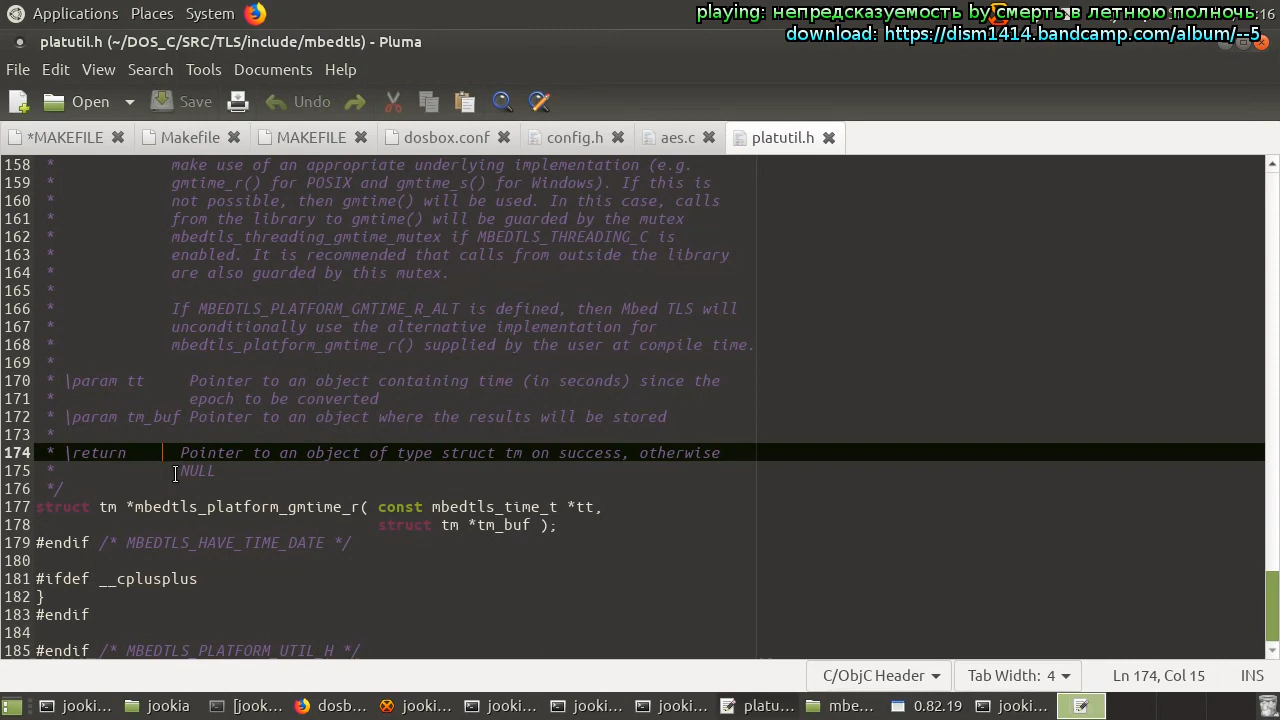 Applications Places System
playing: непредсказуемость by смерть в летнюю полночь
:16
download: https://dism1414.bandcamp.com/album/--5
platutil.h (~/DOS_C/SRC/TLS/include/mbedtls) - Pluma
File Edit View Search Tools Documents Help
Open Save Undo
*MAKEFILE Makefile MAKEFILE dosbox.conf config.h aes.c platutil.h
158 * make use of an appropriate underlying implementation (e.g.
159 * gmtime_r() for POSIX and gmtime_s() for Windows). If this is
160 * not possible, then gmtime() will be used. In this case, calls
161 * from the library to gmtime() will be guarded by the mutex
162 * mbedtls_threading_gmtime_mutex if MBEDTLS_THREADING_C is
163 * enabled. It is recommended that calls from outside the library
164 * are also guarded by this mutex.
165 *
166 * If MBEDTLS_PLATFORM_GMTIME_R_ALT is defined, then Mbed TLS will
167 * unconditionally use the alternative implementation for
168 * mbedtls_platform_gmtime_r() supplied by the user at compile time.
169 *
170 * \param tt Pointer to an object containing time (in seconds) since the
171 * epoch to be converted
172 * \param tm_buf Pointer to an object where the results will be stored
173 *
174 * \return Pointer to an object of type struct tm on success, otherwise
175 * NULL
176 */
177 struct tm *mbedtls_platform_gmtime_r( const mbedtls_time_t *tt,
178 struct tm *tm_buf );
179 #endif /* MBEDTLS_HAVE_TIME_DATE */
180
181 #ifdef __cplusplus
182 }
183 #endif
184
185 #endif /* MBEDTLS_PLATFORM_UTIL_H */
C/ObjC Header Tab Width: 4 Ln 174, Col 15 INS
jooki... jookia [jook... dosb... jooki... jooki... jooki... jooki... platu... mbe... 0.82.19 jooki...